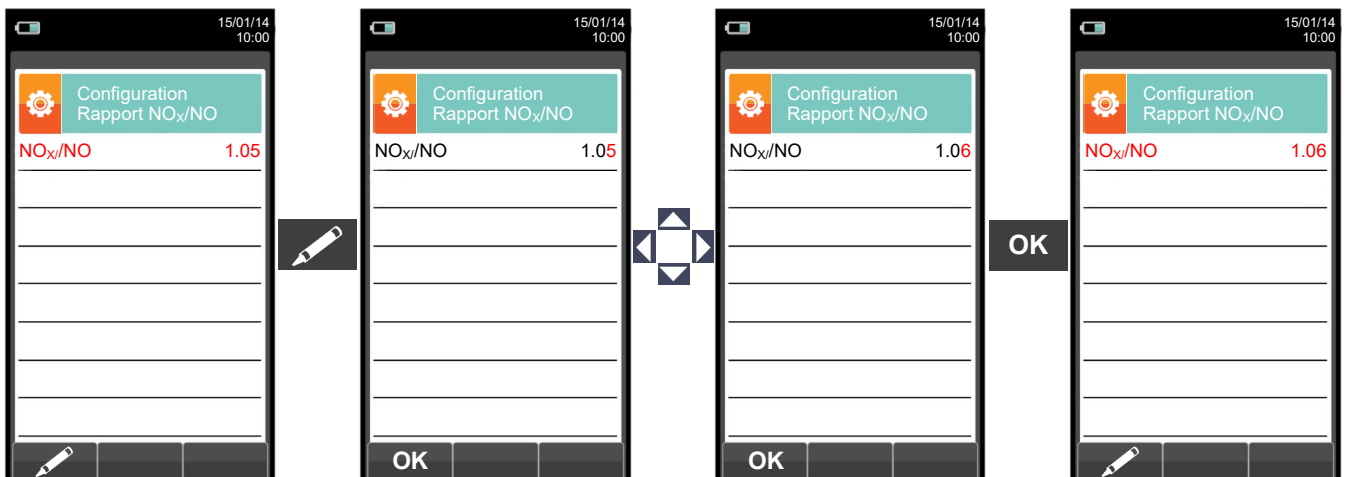 15/01/14
10:00
Configuration
Rapport NOx/NO
NOx//NO 1.05
OK
15/01/14
10:00
Configuration
Rapport NOx/NO
NOx//NO 1.05
OK
15/01/14
10:00
Configuration
Rapport NOx/NO
NOx//NO 1.06
OK
OK
15/01/14
10:00
Configuration
Rapport NOx/NO
NOx//NO 1.06